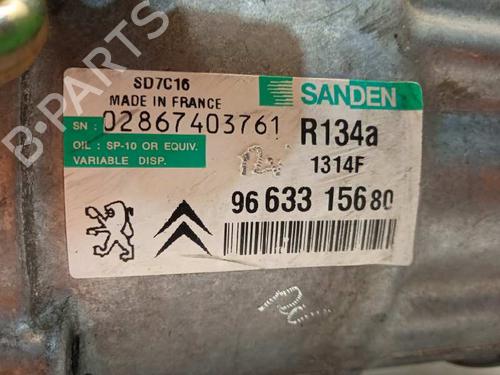 SD7C16
MADE IN FRANCE
SANDEN
SN : 02867403761
R134a
OIL : SP-10 OR EQUIV.
VARIABLE DISP.
1314F
96 633 156 80
B-PARTS